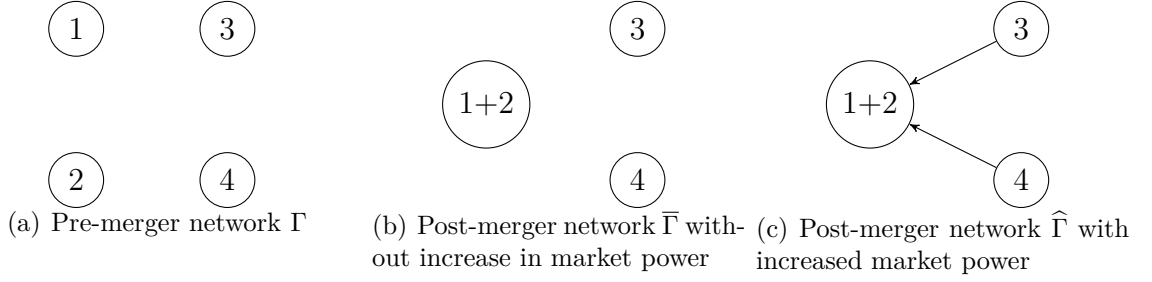 1 3 3 3
1+2 1+2
2 4 4 4
(a) Pre-merger network Γ
(b) Post-merger network Γ̅ with-
out increase in market power
(c) Post-merger network Γ̂ with
increased market power